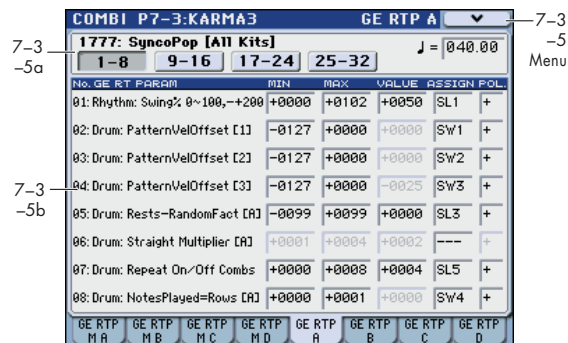 COMBI P7-3:KARMA3 GE RTP A
7–3
–5
Menu
1777: SyncoPop [All Kits]
♩ = 040.00
7–3
–5a
1-8 9-16 17-24 25-32
No. GE RT PARAM MIN MAX VALUE ASSIGN POL.
01: Rhythm: Swing% 0~100,-+200 +0000 +0102 +0050 SL1 +
02: Drum: PatternVelOffset [1] -0127 +0000 +0000 SW1 +
03: Drum: PatternVelOffset [2] -0127 +0000 +0000 SW2 +
7–3
–5b
04: Drum: PatternVelOffset [3] -0127 +0000 -0025 SW3 +
05: Drum: Rests-RandomFact [A] -0099 +0099 +0000 SL3 +
06: Drum: Straight Multiplier [A] +0001 +0004 +0002 --- +
07: Drum: Repeat On/Off Combs +0000 +0008 +0004 SL5 +
08: Drum: NotesPlayed=Rows [A] +0000 +0001 +0000 SW4 +
GE RTP M A GE RTP M B GE RTP M C GE RTP M D GE RTP A GE RTP B GE RTP C GE RTP D